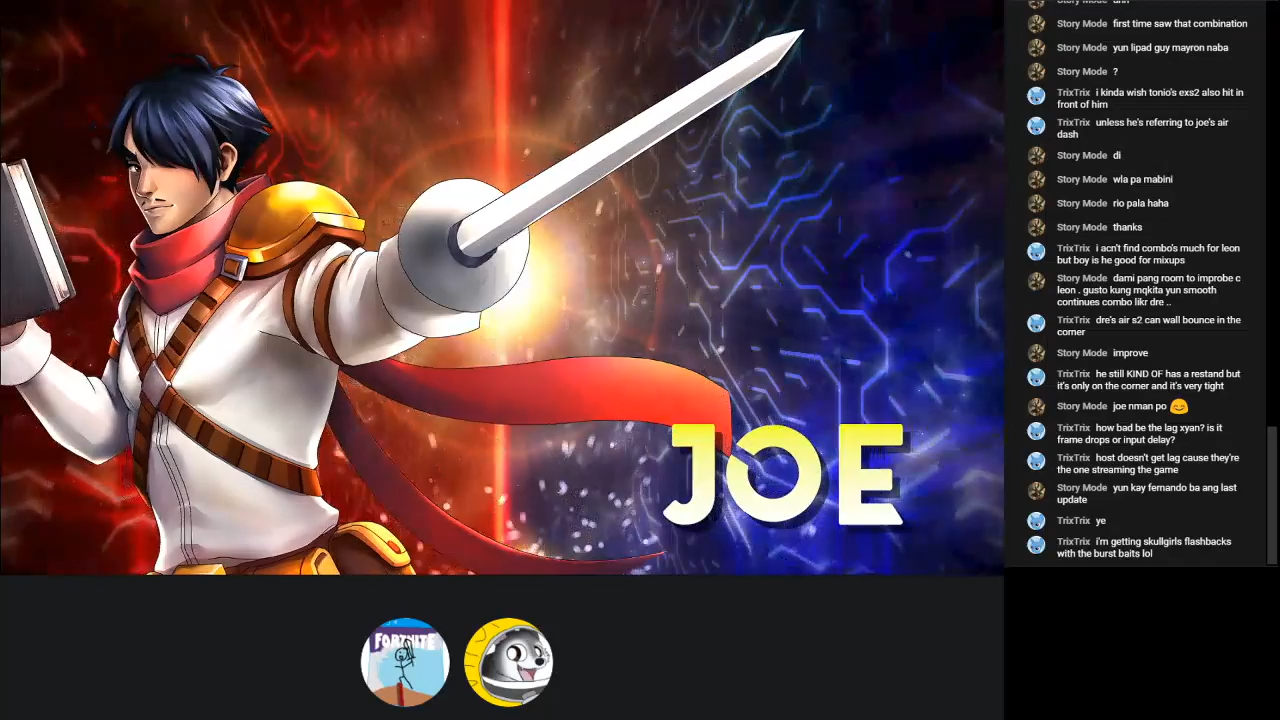 JOE
FORTNITE
Story Mode first time saw that combination
Story Mode yun lipad guy mayron naba
Story Mode ?
TrixTrix i kinda wish tonio's exs2 also hit in
front of him
TrixTrix unless he's referring to joe's air
dash
Story Mode di
Story Mode wla pa mabini
Story Mode rio pala haha
Story Mode thanks
TrixTrix i acn't find combo's much for leon
but boy is he good for mixups
Story Mode dami pang room to improbe c
leon . gusto kung mqkita yun smooth
continues combo likr dre ..
TrixTrix dre's air s2 can wall bounce in the
corner
Story Mode improve
TrixTrix he still KIND OF has a restand but
it's only on the corner and it's very tight
Story Mode joe nman po 😊
TrixTrix how bad be the lag xyan? is it
frame drops or input delay?
TrixTrix host doesn't get lag cause they're
the one streaming the game
Story Mode yun kay fernando ba ang last
update
TrixTrix ye
TrixTrix i'm getting skullgirls flashbacks
with the burst baits lol